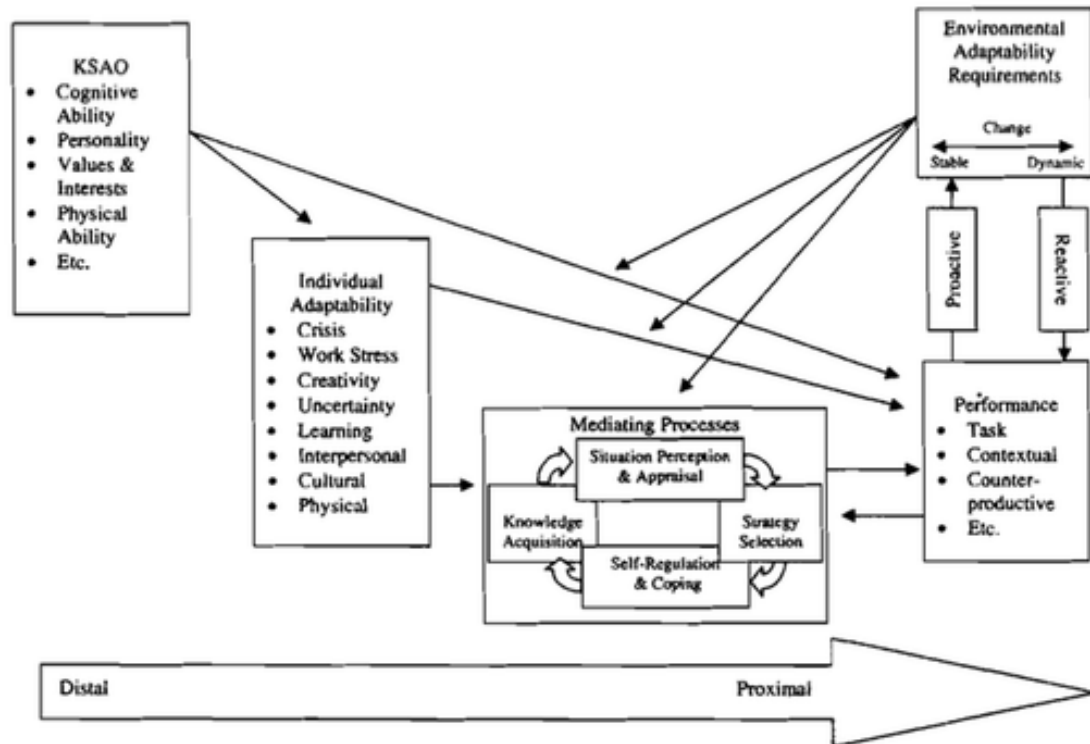 KSAO
• Cognitive
Ability
• Personality
• Values &
Interests
• Physical
Ability
• Etc.
Environmental
Adaptability
Requirements
Change
Stable
Dynamic
Proactive
Reactive
Individual
Adaptability
• Crisis
• Work Stress
• Creativity
• Uncertainty
• Learning
• Interpersonal
• Cultural
• Physical
Mediating Processes
Situation Perception
& Appraisal
Knowledge
Acquisition
Strategy
Selection
Self-Regulation
& Coping
Performance
• Task
• Contextual
• Counter-
productive
• Etc.
Distal
Proximal